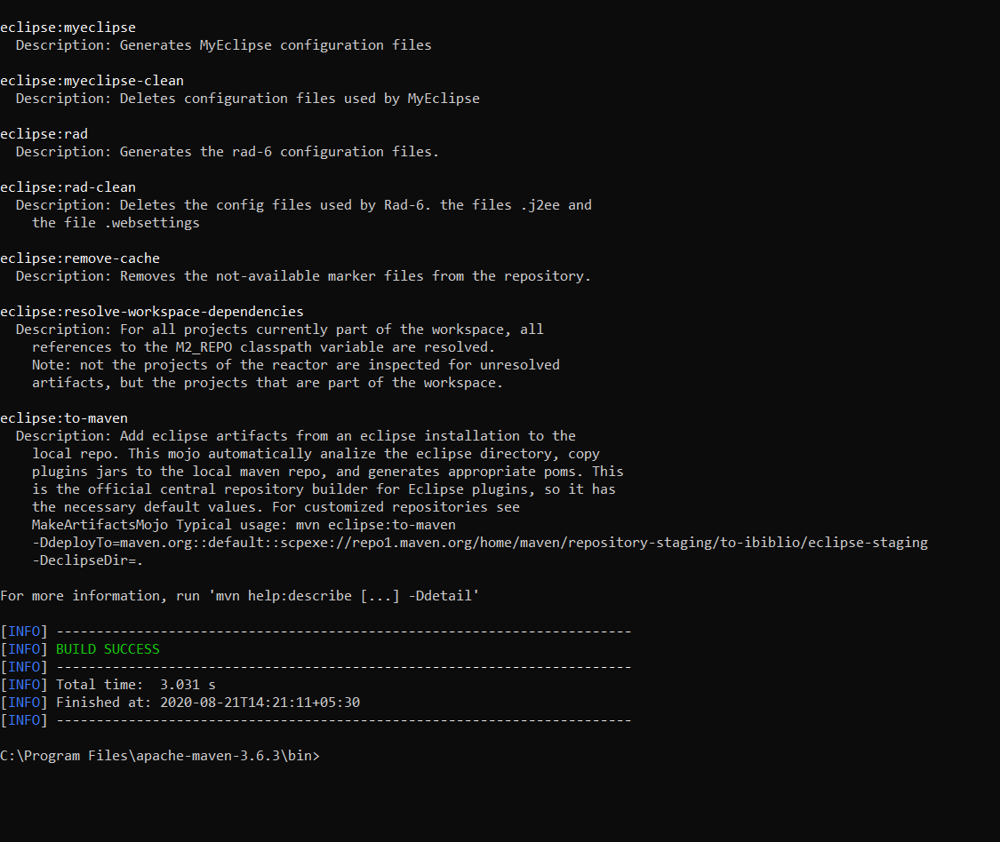 eclipse:myeclipse
Description: Generates MyEclipse configuration files
eclipse:myeclipse-clean
Description: Deletes configuration files used by MyEclipse
eclipse:rad
Description: Generates the rad-6 configuration files.
eclipse:rad-clean
Description: Deletes the config files used by Rad-6. the files .j2ee and
the file .websettings
eclipse:remove-cache
Description: Removes the not-available marker files from the repository.
eclipse:resolve-workspace-dependencies
Description: For all projects currently part of the workspace, all
references to the M2_REPO classpath variable are resolved.
Note: not the projects of the reactor are inspected for unresolved
artifacts, but the projects that are part of the workspace.
eclipse:to-maven
Description: Add eclipse artifacts from an eclipse installation to the
local repo. This mojo automatically analize the eclipse directory, copy
plugins jars to the local maven repo, and generates appropriate poms. This
is the official central repository builder for Eclipse plugins, so it has
the necessary default values. For customized repositories see
MakeArtifactsMojo Typical usage: mvn eclipse:to-maven
-DdeployTo=maven.org::default::scpexe://repo1.maven.org/home/maven/repository-staging/to-ibiblio/eclipse-staging
-DeclipseDir=.
For more information, run 'mvn help:describe [...] -Ddetail'
[INFO] ------------------------------------------------------------------------
[INFO] BUILD SUCCESS
[INFO] ------------------------------------------------------------------------
[INFO] Total time:  3.031 s
[INFO] Finished at: 2020-08-21T14:21:11+05:30
[INFO] ------------------------------------------------------------------------
C:\Program Files\apache-maven-3.6.3\bin>